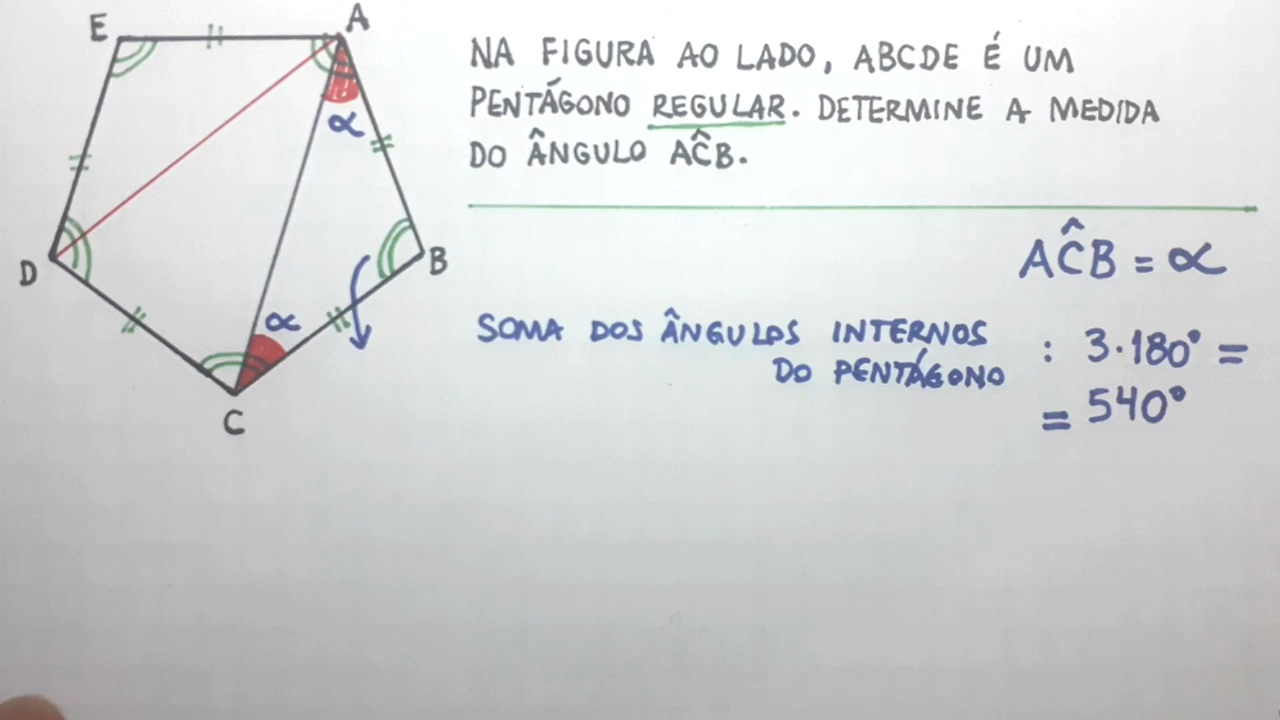 E
A
D
B
C
α
α
NA FIGURA AO LADO, ABCDE É UM
PENTÁGONO REGULAR. DETERMINE A MEDIDA
DO ÂNGULO AĈB.
AĈB = α
SOMA DOS ÂNGULOS INTERNOS
DO PENTÁGONO : 3·180° =
= 540°